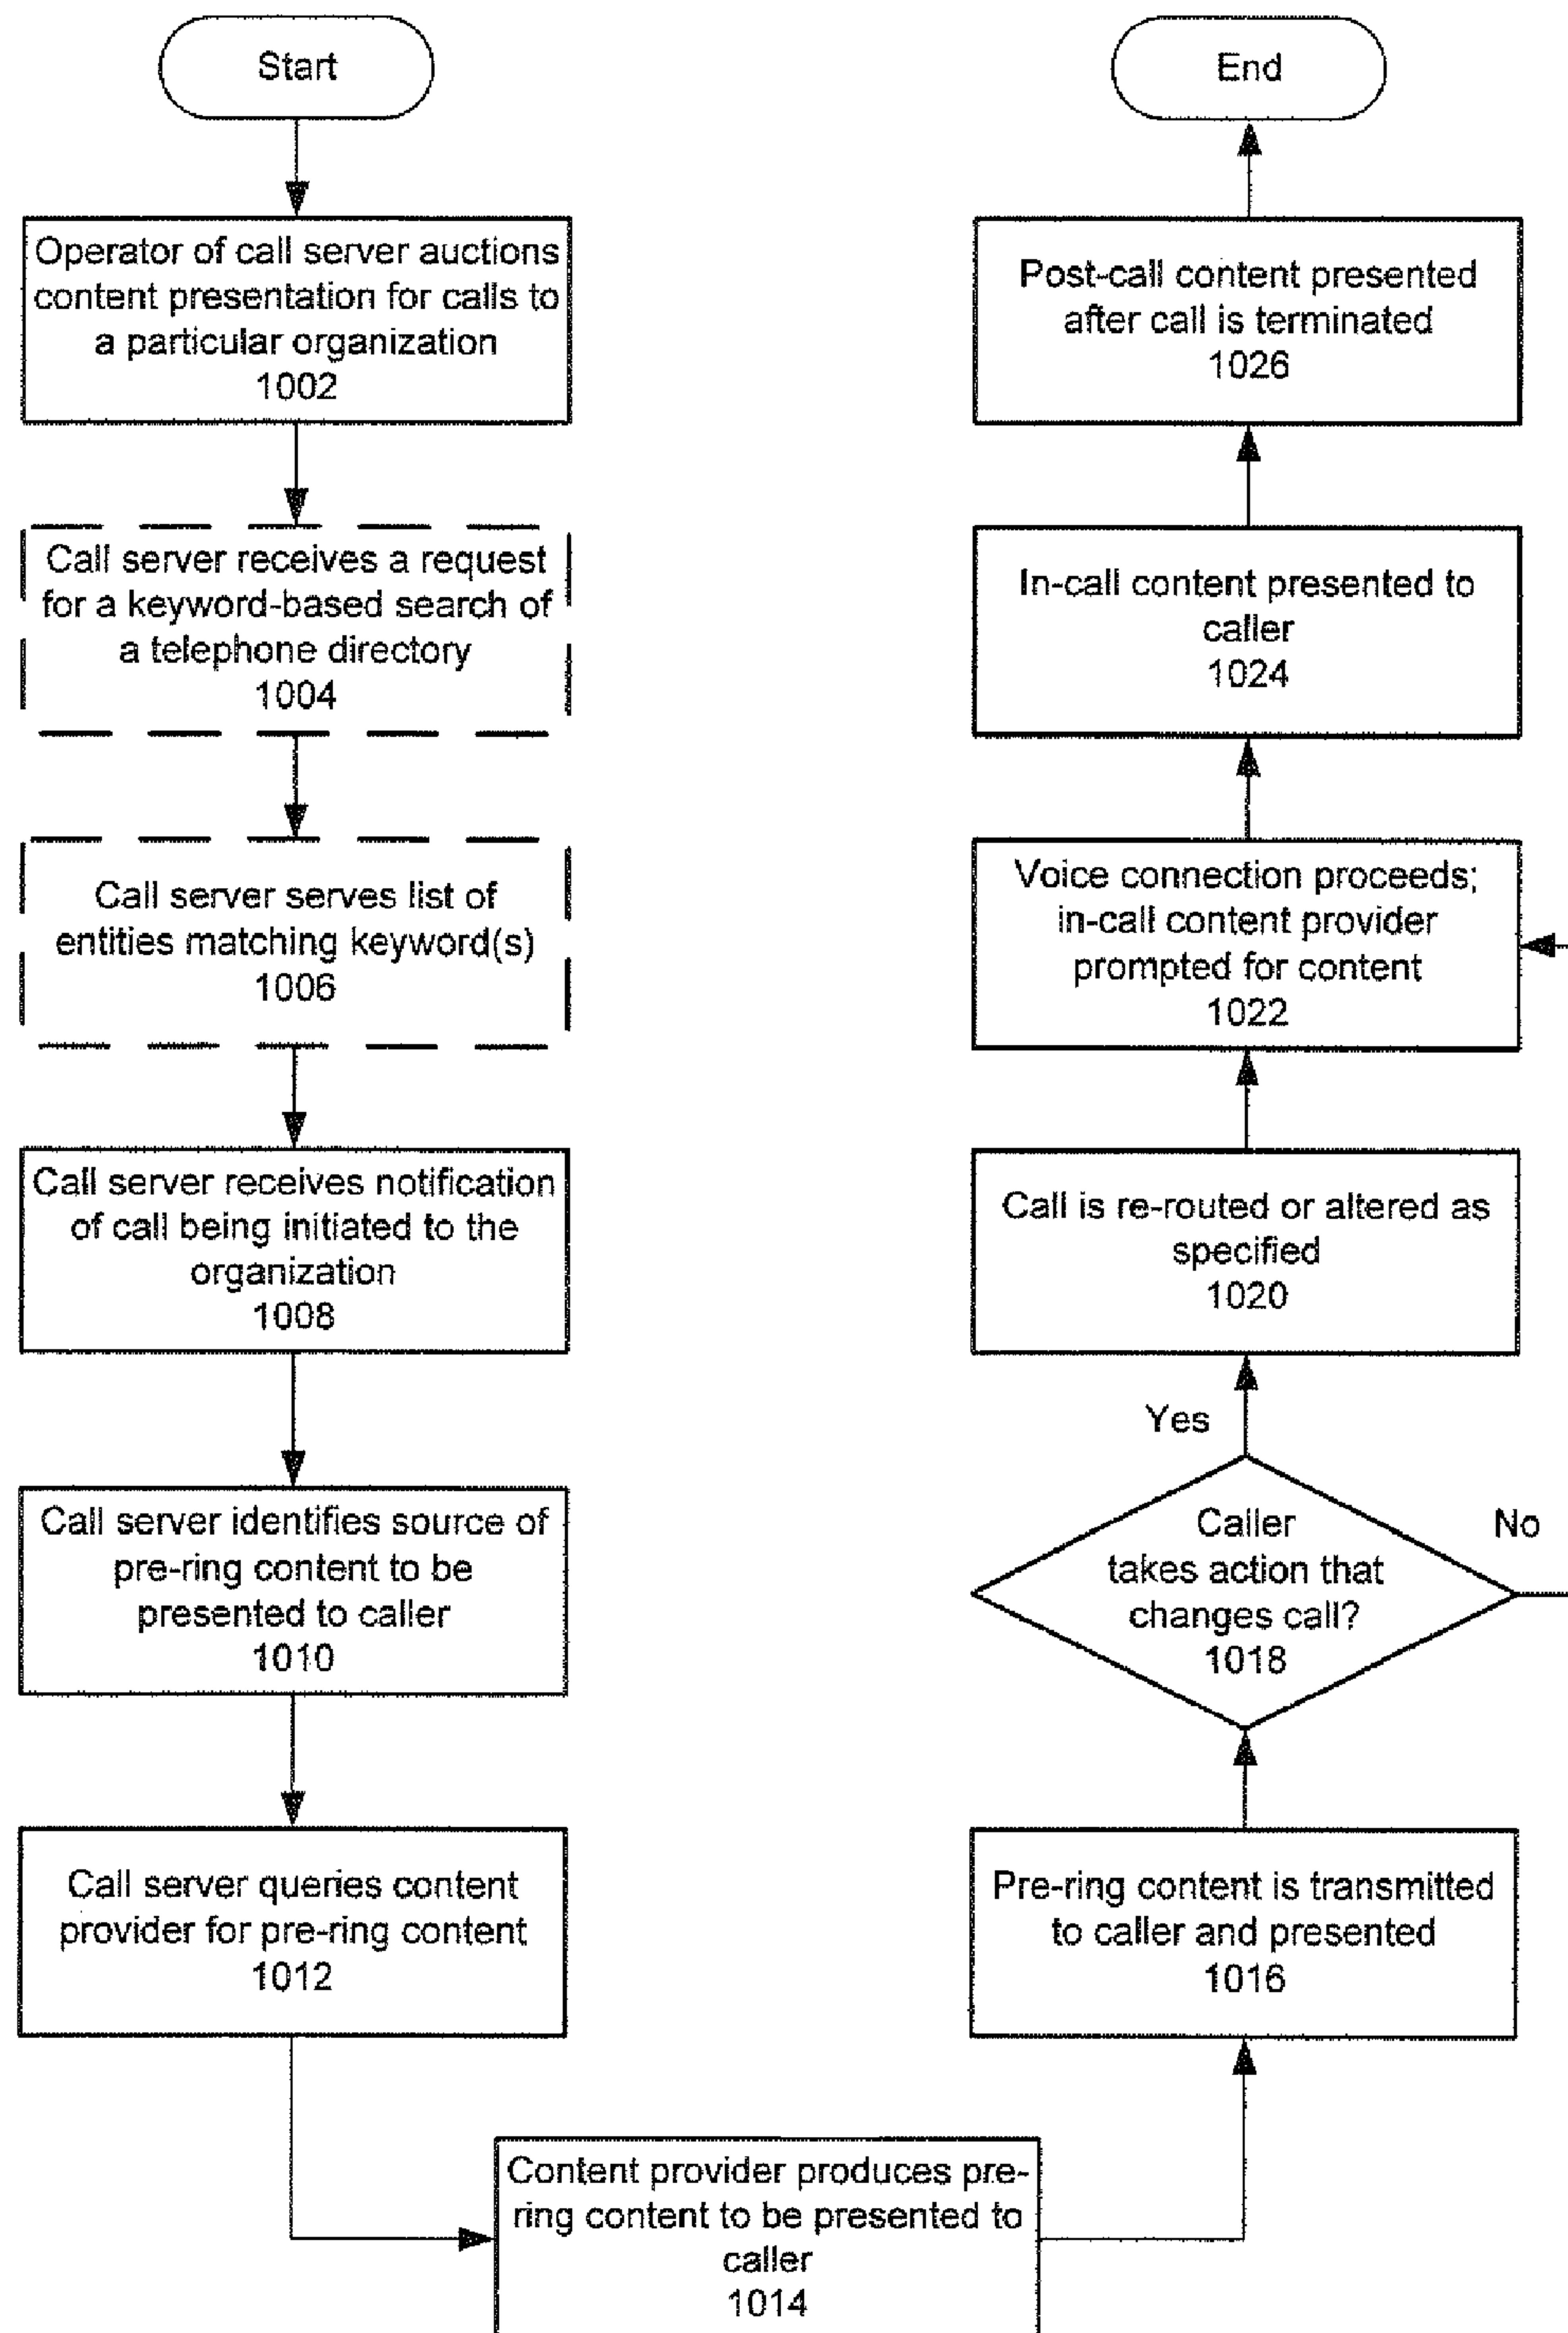 Start
Operator of call server auctions
content presentation for calls to
a particular organization
1002
Call server receives a request
for a keyword-based search of
a telephone directory
1004
Call server serves list of
entities matching keyword(s)
1006
Call server receives notification
of call being initiated to the
organization
1008
Call server identifies source of
pre-ring content to be
presented to caller
1010
Call server queries content
provider for pre-ring content
1012
Content provider produces pre-
ring content to be presented to
caller
1014
Pre-ring content is transmitted
to caller and presented
1016
Caller
takes action that
changes call?
1018
Yes
No
Call is re-routed or altered as
specified
1020
Voice connection proceeds;
in-call content provider
prompted for content
1022
In-call content presented to
caller
1024
Post-call content presented
after call is terminated
1026
End